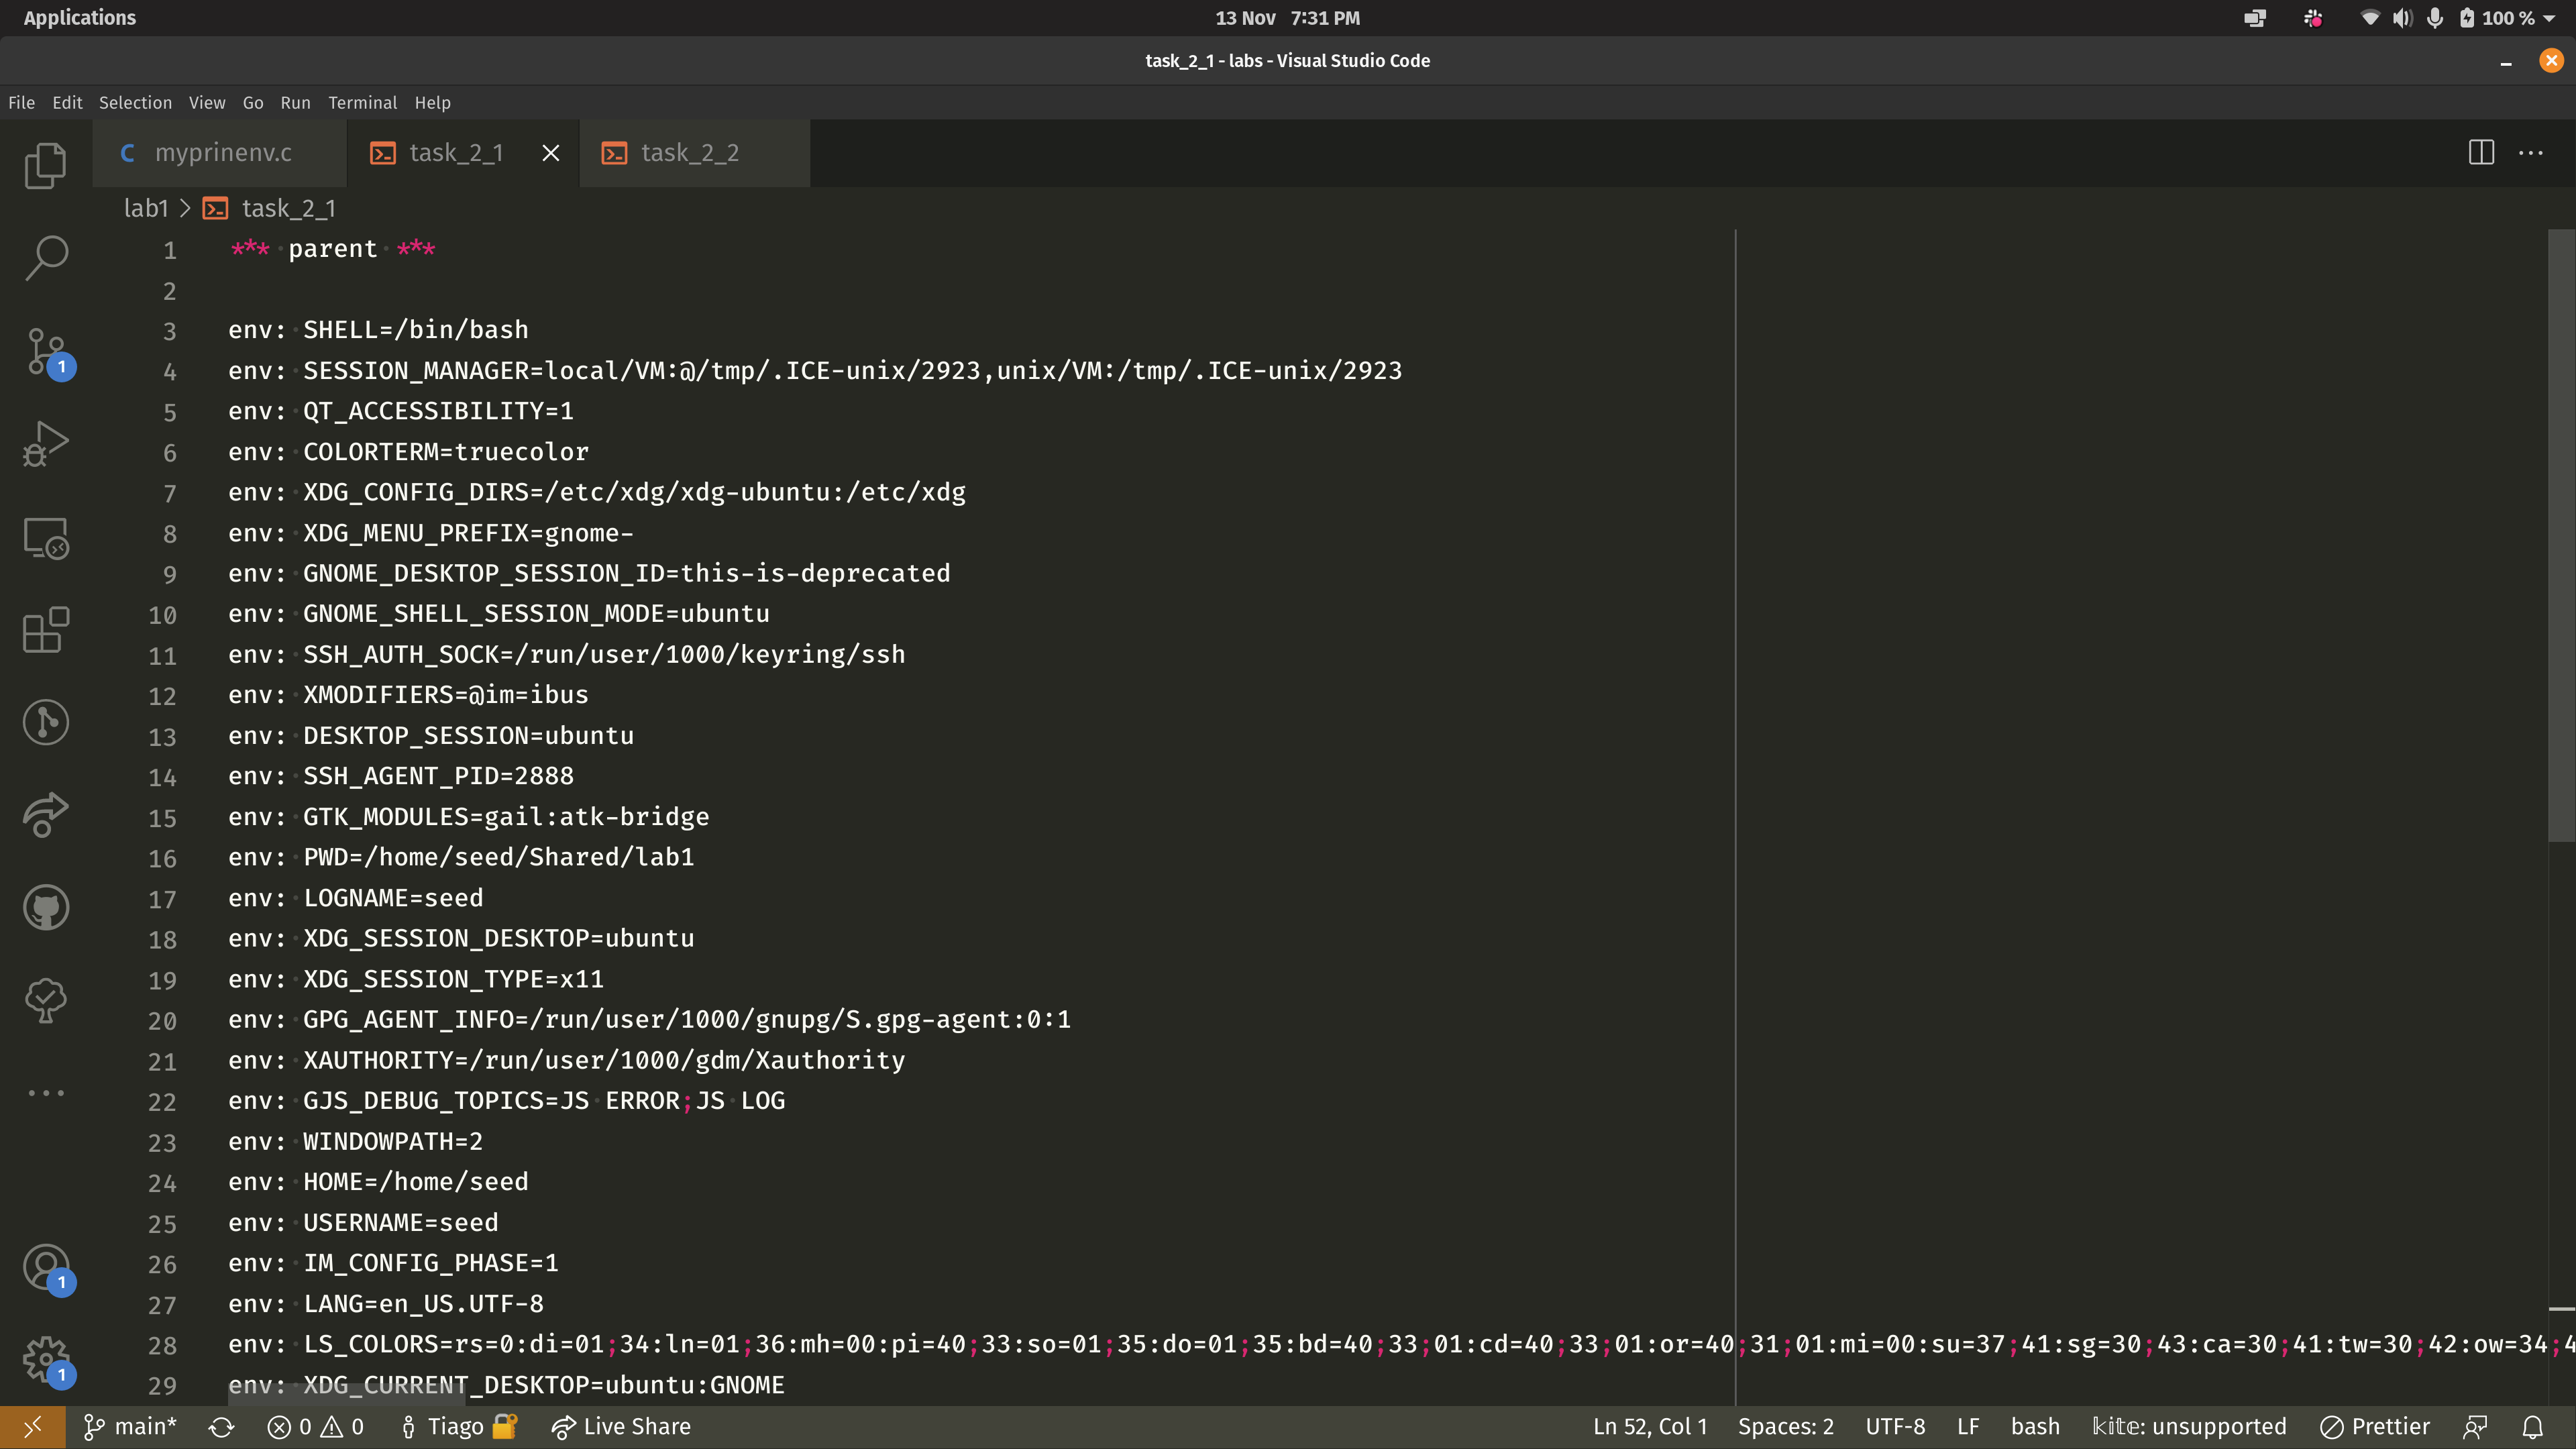 Applications
13 Nov 7:31 PM
100 %
task_2_1 - labs - Visual Studio Code
File Edit Selection View Go Run Terminal Help
C myprinenv.c task_2_1 task_2_2
lab1 > task_2_1
1 *** parent ***
2
3 env: SHELL=/bin/bash
4 env: SESSION_MANAGER=local/VM:@/tmp/.ICE-unix/2923,unix/VM:/tmp/.ICE-unix/2923
5 env: QT_ACCESSIBILITY=1
6 env: COLORTERM=truecolor
7 env: XDG_CONFIG_DIRS=/etc/xdg/xdg-ubuntu:/etc/xdg
8 env: XDG_MENU_PREFIX=gnome-
9 env: GNOME_DESKTOP_SESSION_ID=this-is-deprecated
10 env: GNOME_SHELL_SESSION_MODE=ubuntu
11 env: SSH_AUTH_SOCK=/run/user/1000/keyring/ssh
12 env: XMODIFIERS=@im=ibus
13 env: DESKTOP_SESSION=ubuntu
14 env: SSH_AGENT_PID=2888
15 env: GTK_MODULES=gail:atk-bridge
16 env: PWD=/home/seed/Shared/lab1
17 env: LOGNAME=seed
18 env: XDG_SESSION_DESKTOP=ubuntu
19 env: XDG_SESSION_TYPE=x11
20 env: GPG_AGENT_INFO=/run/user/1000/gnupg/S.gpg-agent:0:1
21 env: XAUTHORITY=/run/user/1000/gdm/Xauthority
22 env: GJS_DEBUG_TOPICS=JS ERROR;JS LOG
23 env: WINDOWPATH=2
24 env: HOME=/home/seed
25 env: USERNAME=seed
26 env: IM_CONFIG_PHASE=1
27 env: LANG=en_US.UTF-8
28 env: LS_COLORS=rs=0:di=01;34:ln=01;36:mh=00:pi=40;33:so=01;35:do=01;35:bd=40;33;01:cd=40;33;01:or=40;31;01:mi=00:su=37;41:sg=30;43:ca=30;41:tw=30;42:ow=34;4
29 env: XDG_CURRENT_DESKTOP=ubuntu:GNOME
1
1
1
main* 0 0 Tiago Live Share Ln 52, Col 1 Spaces: 2 UTF-8 LF bash kite: unsupported Prettier